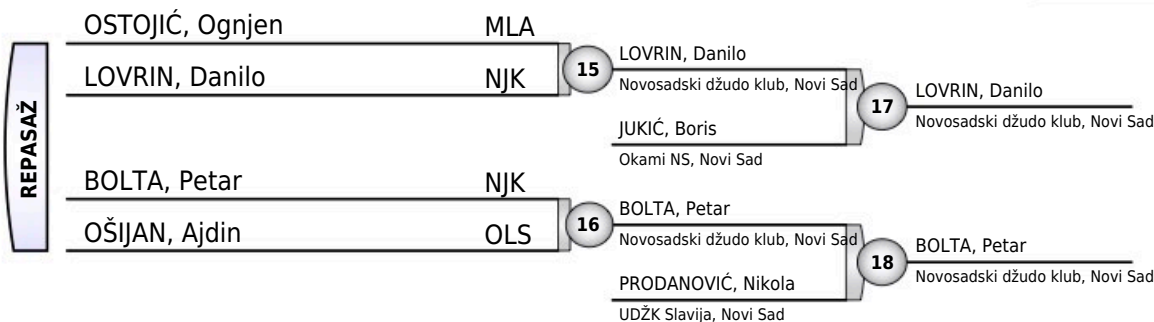 REPASAŽ
OSTOJIĆ, Ognjen MLA
LOVRIN, Danilo NJK
15
LOVRIN, Danilo
Novosadski džudo klub, Novi Sad
JUKIĆ, Boris
Okami NS, Novi Sad
17
LOVRIN, Danilo
Novosadski džudo klub, Novi Sad
BOLTA, Petar NJK
OŠIJAN, Ajdin OLS
16
BOLTA, Petar
Novosadski džudo klub, Novi Sad
PRODANOVIĆ, Nikola
UDŽK Slavija, Novi Sad
18
BOLTA, Petar
Novosadski džudo klub, Novi Sad